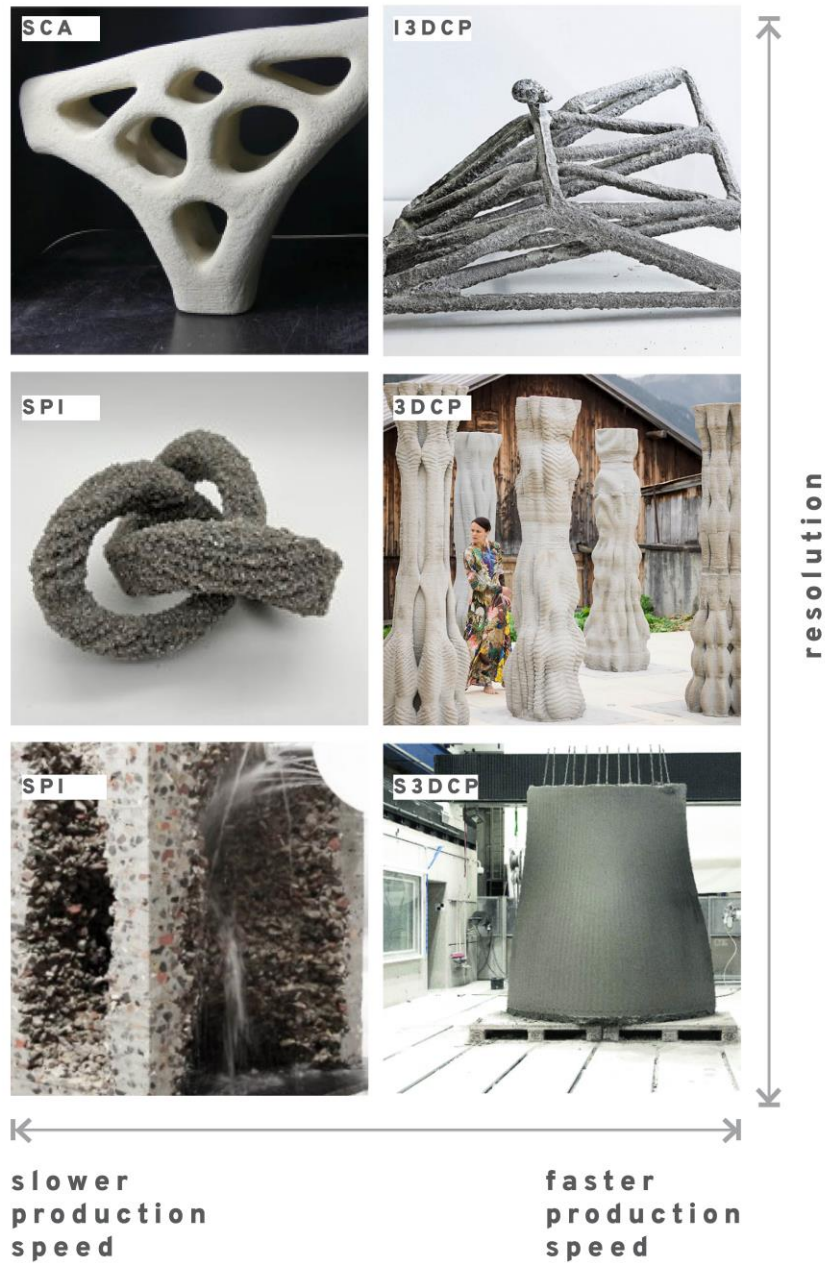 SCA
I3DCP
SPI
3DCP
SPI
S3DCP
resolution
slower
production
speed
faster
production
speed